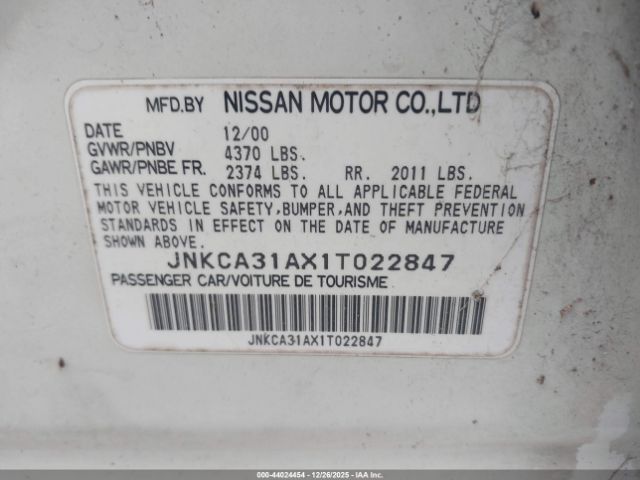 MFD.BY NISSAN MOTOR CO.,LTD
DATE 12/00
GVWR/PNBV 4370 LBS.
GAWR/PNBE FR. 2374 LBS. RR. 2011 LBS.
THIS VEHICLE CONFORMS TO ALL APPLICABLE FEDERAL
MOTOR VEHICLE SAFETY,BUMPER,AND THEFT PREVENTION
STANDARDS IN EFFECT ON THE DATE OF MANUFACTURE
SHOWN ABOVE.
JNKCA31AX1T022847
PASSENGER CAR/VOITURE DE TOURISME
JNKCA31AX1T022847
000-44024454 - 12/26/2025 - IAA Inc.